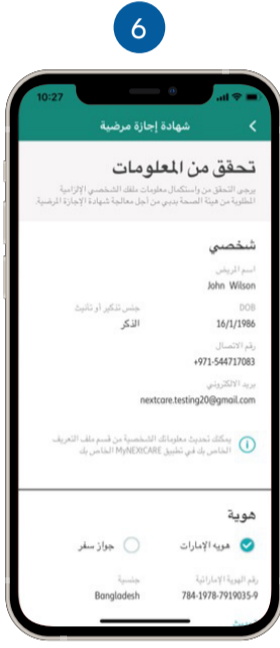 6
10:27
شهادة إجازة مرضية
تحقق من المعلومات
يرجى التحقق من واستكمال معلومات ملفك الشخصي الإلزامية
المطلوبة من هيئة الصحة بدبي من أجل معالجة شهادة الإجازة المرضية.
شخصي
اسم المريض
John Wilson
جنس تذكير أو تأنيث DOB
الذكر 16/1/1986
رقم الاتصال
+971-544717083
بريد الالكتروني
nextcare.testing20@gmail.com
يمكنك تحديث معلوماتك الشخصية من قسم ملف التعريف
الخاص بك في تطبيق MyNEXtCARE الخاص بك
هوية
هويه الإمارات جواز سفر
رقم الهوية الإماراتية جنسية
784-1978-7919035-9 Bangladesh